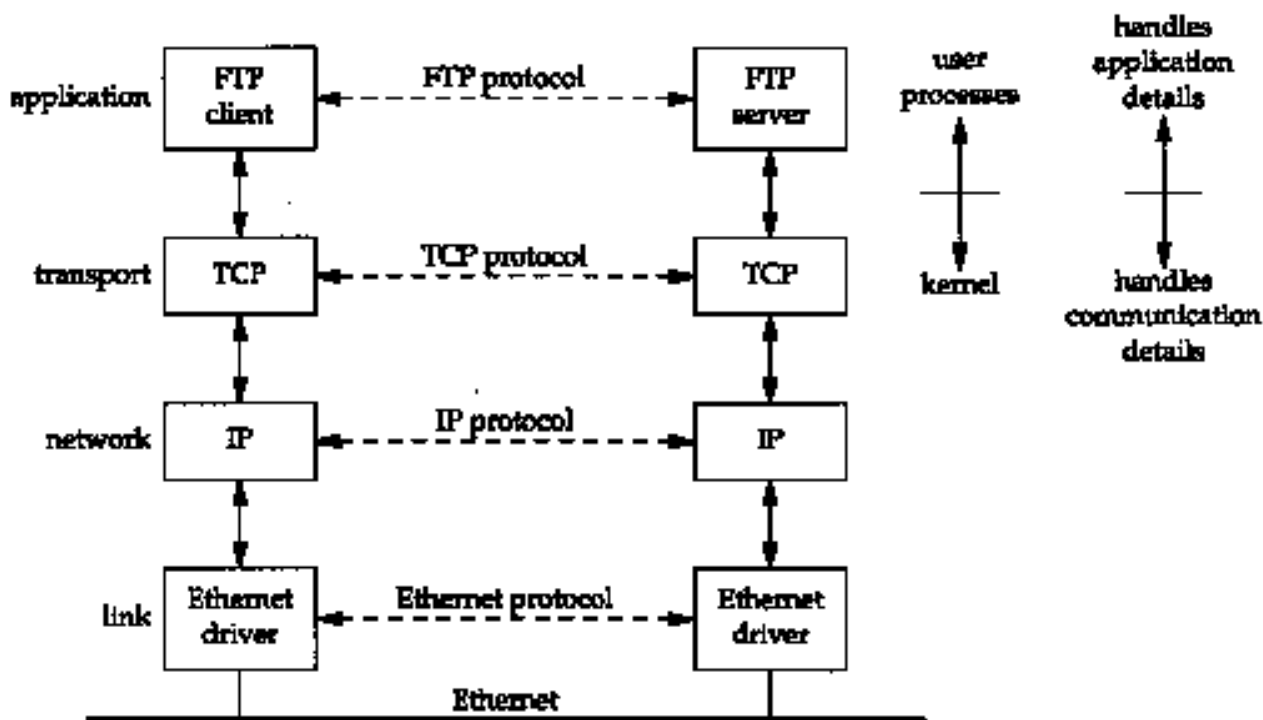 handles
application
details
user
processes
application
FTP
client
FTP protocol
FTP
server
transport
TCP
TCP protocol
TCP
kernel
handles
communication
details
network
IP
IP protocol
IP
link
Ethernet
driver
Ethernet protocol
Ethernet
driver
Ethernet